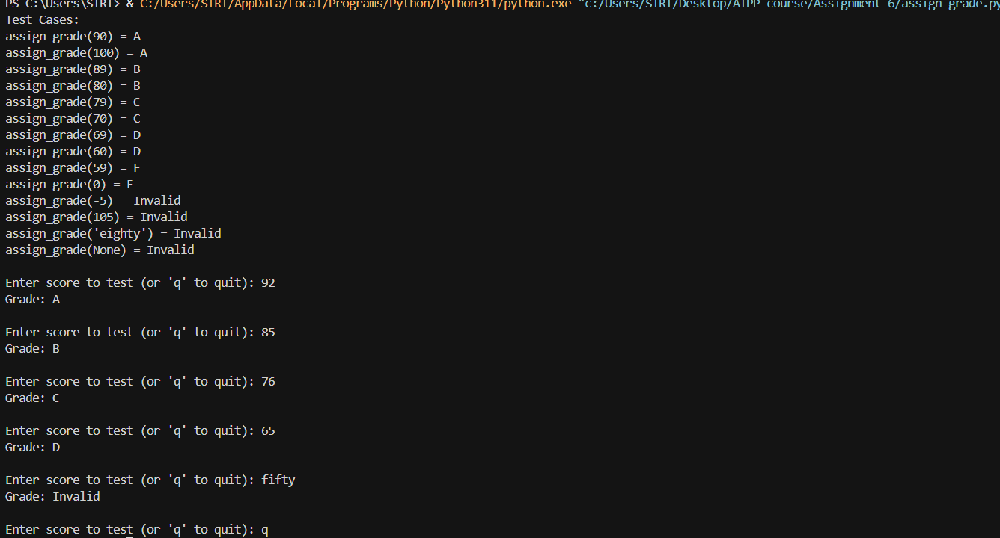 PS C:\Users\SIRI> & C:/Users/SIRI/AppData/Local/Programs/Python/Python311/python.exe "c:/Users/SIRI/Desktop/AIPP course/Assignment 6/assign_grade.py
Test Cases:
assign_grade(90) = A
assign_grade(100) = A
assign_grade(89) = B
assign_grade(80) = B
assign_grade(79) = C
assign_grade(70) = C
assign_grade(69) = D
assign_grade(60) = D
assign_grade(59) = F
assign_grade(0) = F
assign_grade(-5) = Invalid
assign_grade(105) = Invalid
assign_grade('eighty') = Invalid
assign_grade(None) = Invalid
Enter score to test (or 'q' to quit): 92
Grade: A
Enter score to test (or 'q' to quit): 85
Grade: B
Enter score to test (or 'q' to quit): 76
Grade: C
Enter score to test (or 'q' to quit): 65
Grade: D
Enter score to test (or 'q' to quit): fifty
Grade: Invalid
Enter score to test (or 'q' to quit): q